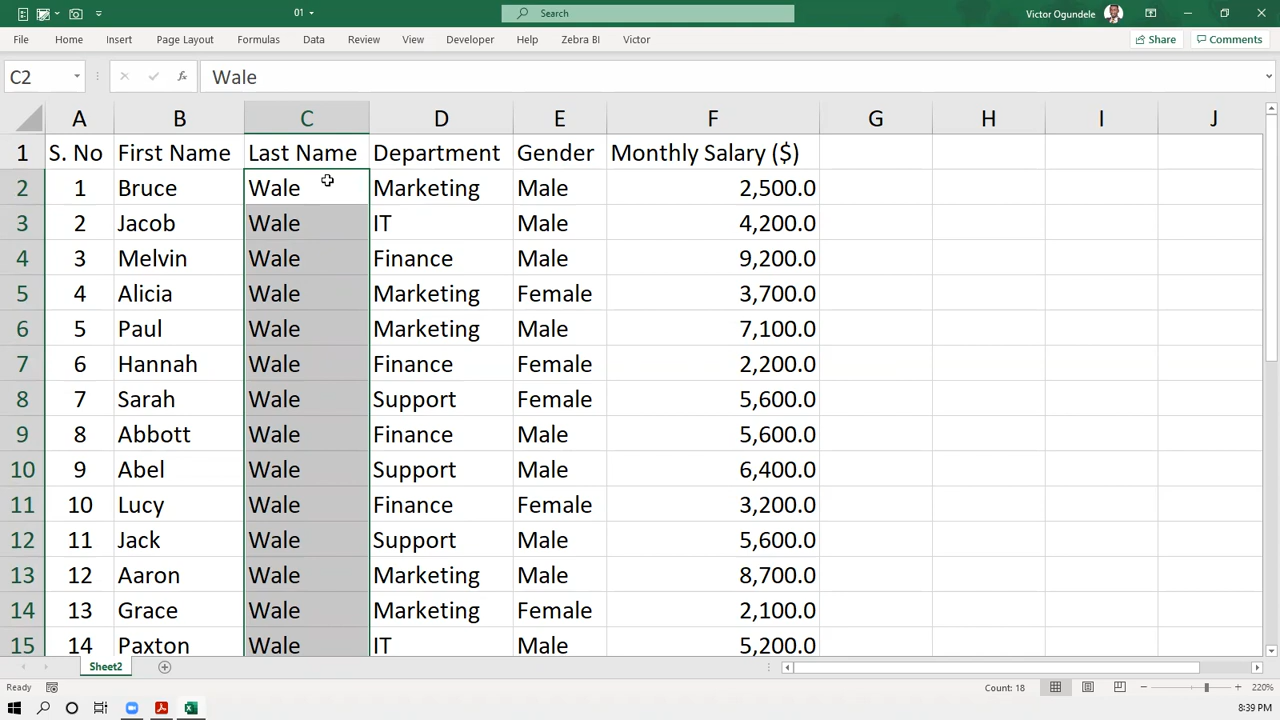 01
Search
Victor Ogundele
File Home Insert Page Layout Formulas Data Review View Developer Help Zebra BI Victor Share Comments
C2 fx Wale
A B C D E F G H I J
1 S. No First Name Last Name Department Gender Monthly Salary ($)
2 1 Bruce Wale Marketing Male 2,500.0
3 2 Jacob Wale IT Male 4,200.0
4 3 Melvin Wale Finance Male 9,200.0
5 4 Alicia Wale Marketing Female 3,700.0
6 5 Paul Wale Marketing Male 7,100.0
7 6 Hannah Wale Finance Female 2,200.0
8 7 Sarah Wale Support Female 5,600.0
9 8 Abbott Wale Finance Male 5,600.0
10 9 Abel Wale Support Male 6,400.0
11 10 Lucy Wale Finance Female 3,200.0
12 11 Jack Wale Support Male 5,600.0
13 12 Aaron Wale Marketing Male 8,700.0
14 13 Grace Wale Marketing Female 2,100.0
15 14 Paxton Wale IT Male 5,200.0
Sheet2
Ready Count: 18 220%
8:39 PM